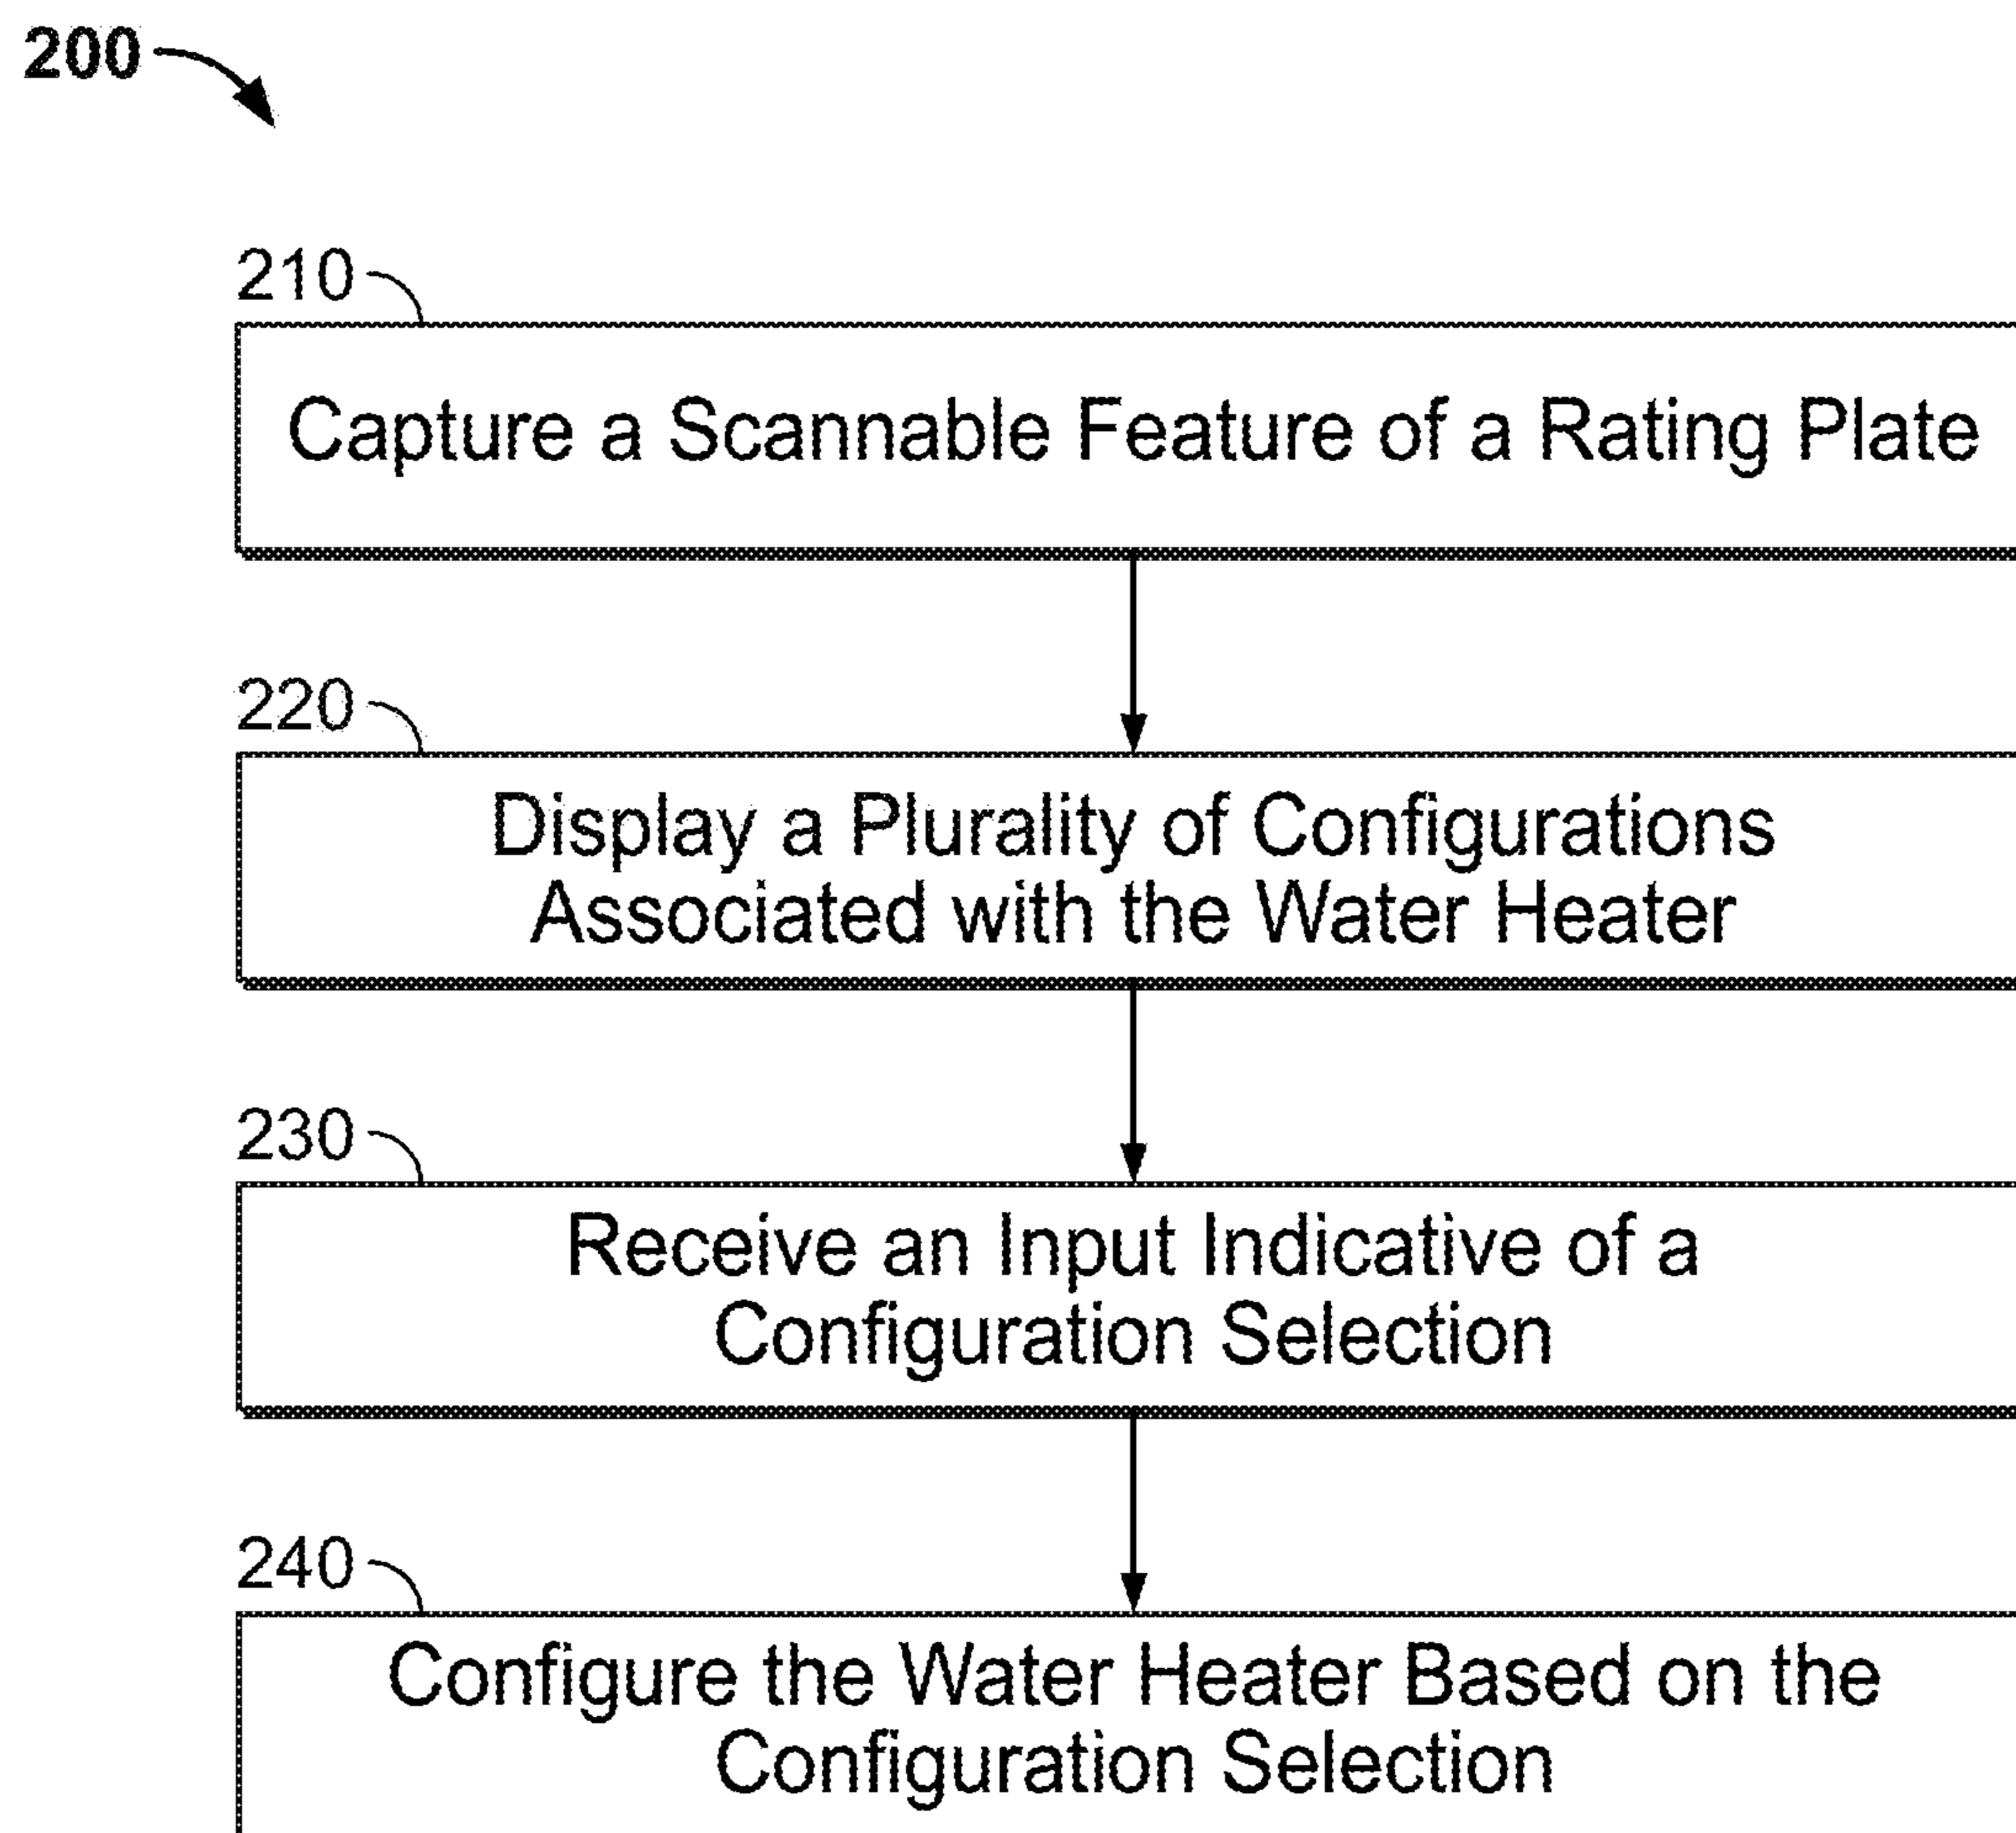 200
210
Capture a Scannable Feature of a Rating Plate
220
Display a Plurality of Configurations
Associated with the Water Heater
230
Receive an Input Indicative of a
Configuration Selection
240
Configure the Water Heater Based on the
Configuration Selection